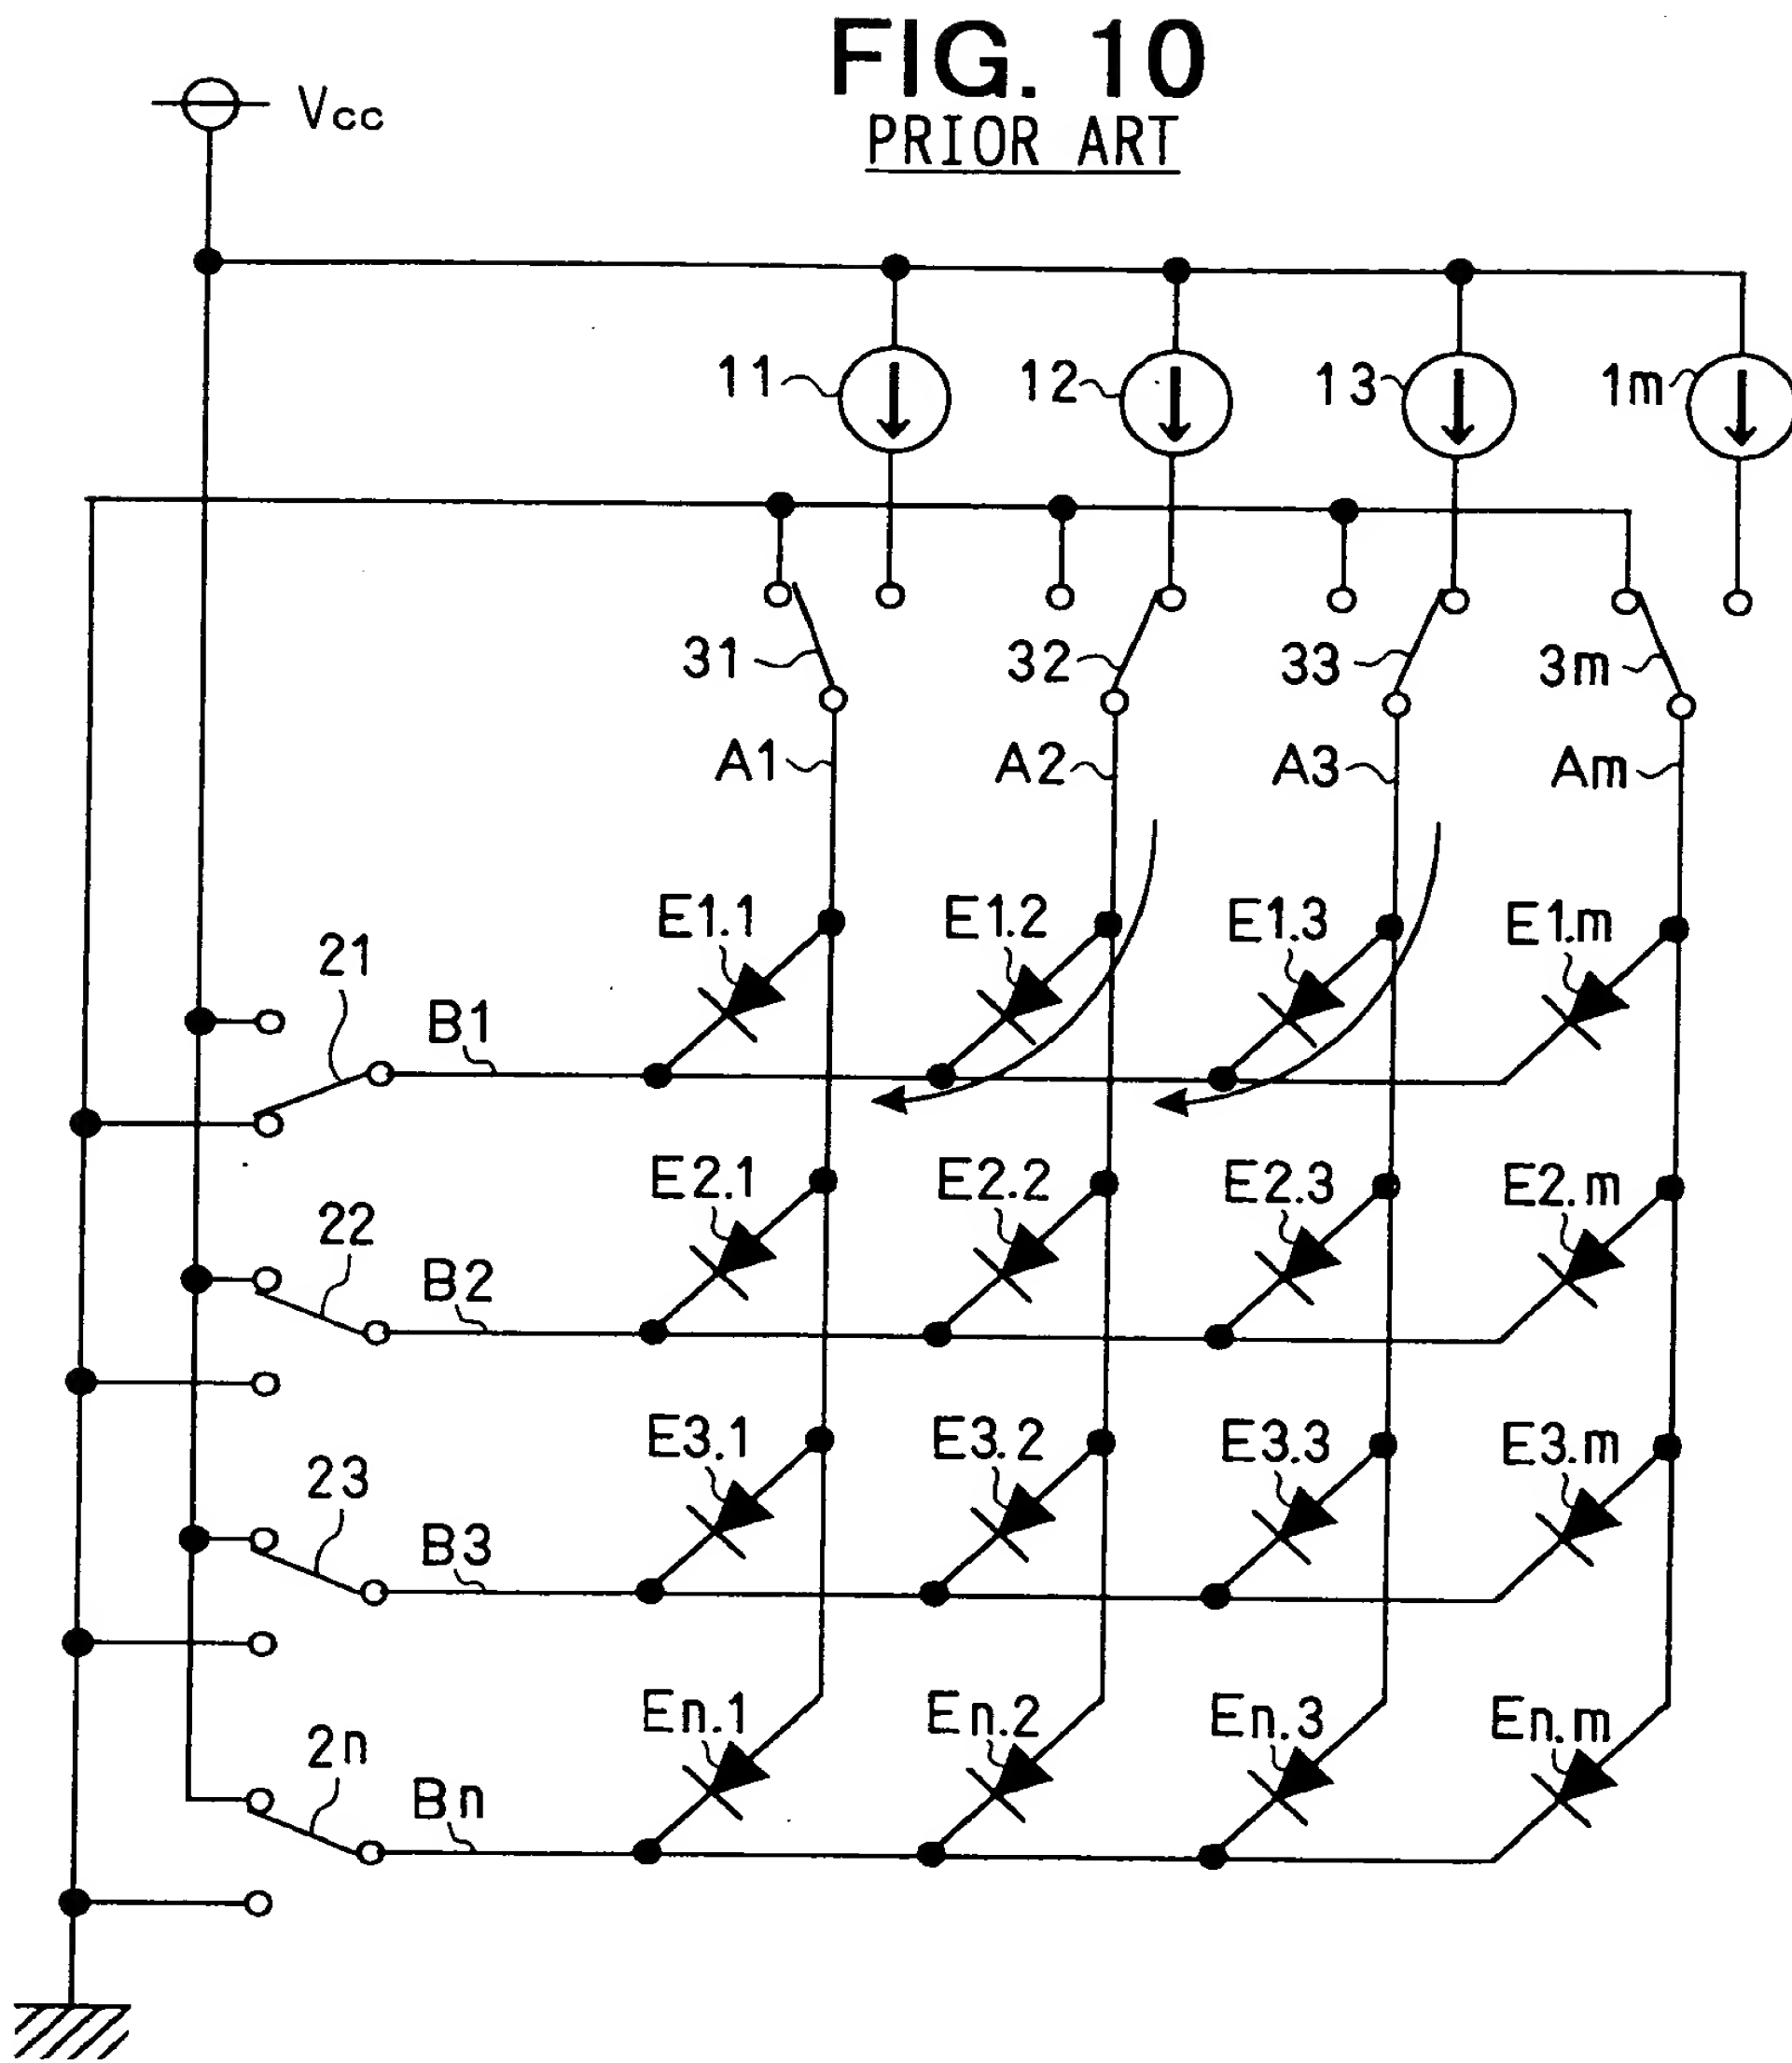 FIG. 10
PRIOR ART
Vcc
11 12 13 1m
31 32 33 3m
A1 A2 A3 Am
E1.1 E1.2 E1.3 E1.m
21 B1
E2.1 E2.2 E2.3 E2.m
22 B2
E3.1 E3.2 E3.3 E3.m
23 B3
En.1 En.2 En.3 En.m
2n Bn